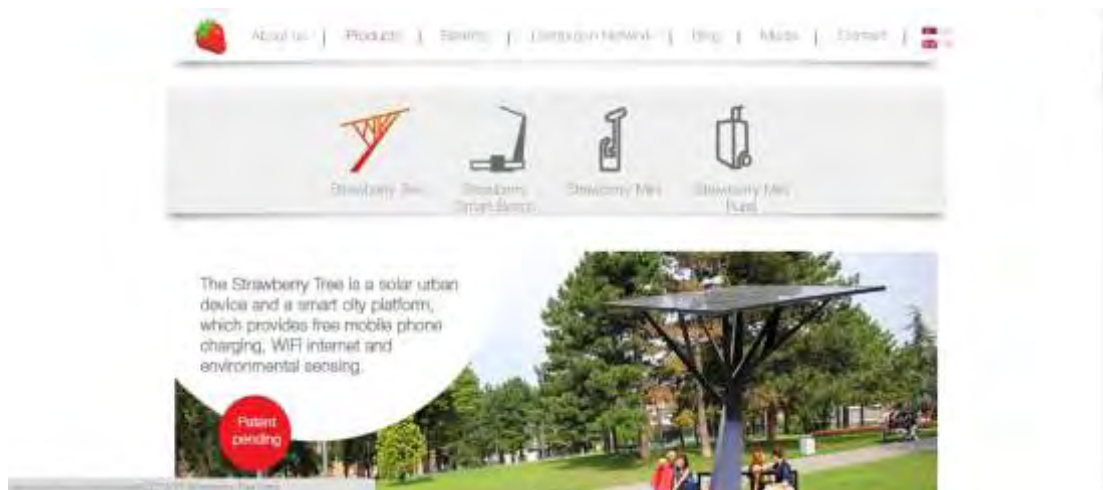 About us | Products | Benefits | Distribution Network | Blog | Media | Contact |
Strawberry Tree
Strawberry
Smart Bench
Strawberry Mini
Strawberry Mini
Rural
The Strawberry Tree is a solar urban
device and a smart city platform,
which provides free mobile phone
charging, WiFi internet and
environmental sensing.
Patent
pending